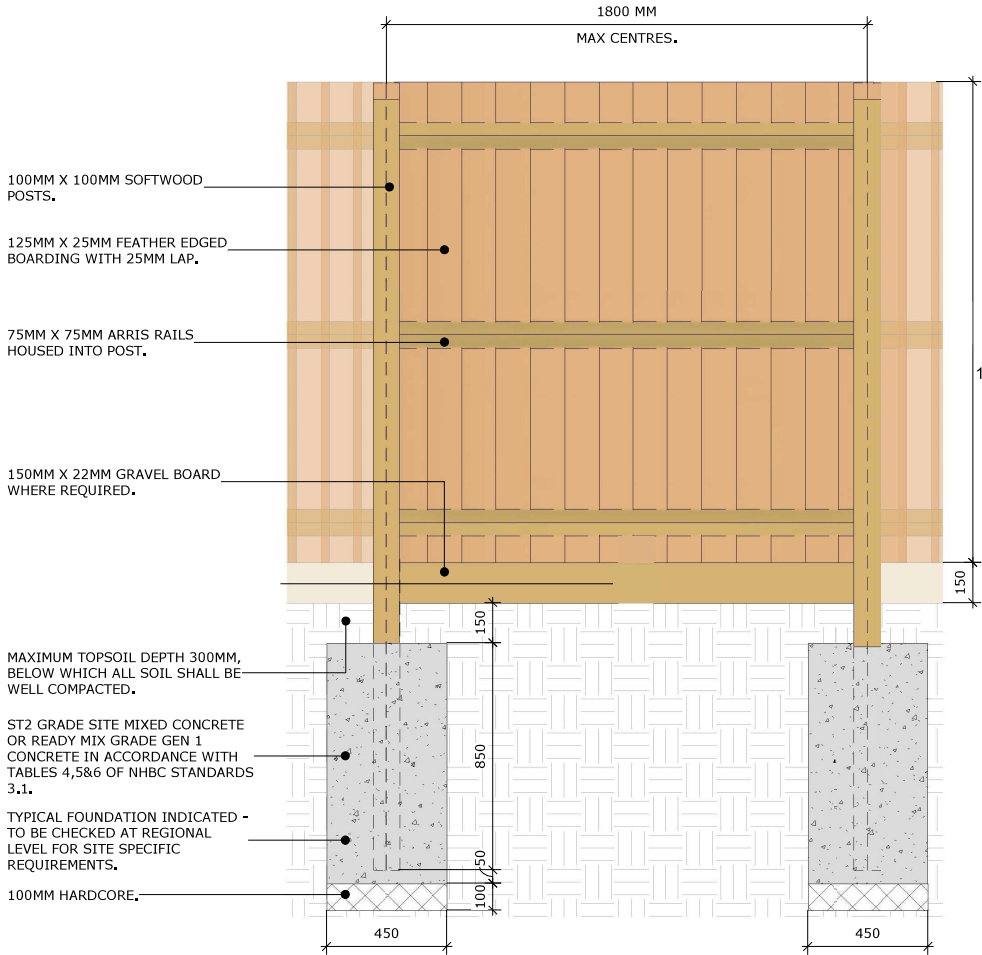 1800 MM
MAX CENTRES.
100MM X 100MM SOFTWOOD
POSTS.
125MM X 25MM FEATHER EDGED
BOARDING WITH 25MM LAP.
75MM X 75MM ARRIS RAILS
HOUSED INTO POST.
1
150MM X 22MM GRAVEL BOARD
WHERE REQUIRED.
150
150
MAXIMUM TOPSOIL DEPTH 300MM,
BELOW WHICH ALL SOIL SHALL BE
WELL COMPACTED.
ST2 GRADE SITE MIXED CONCRETE
OR READY MIX GRADE GEN 1
CONCRETE IN ACCORDANCE WITH
TABLES 4,5&6 OF NHBC STANDARDS
3.1.
850
TYPICAL FOUNDATION INDICATED -
TO BE CHECKED AT REGIONAL
LEVEL FOR SITE SPECIFIC
REQUIREMENTS.
50
100MM HARDCORE.
100
450
450